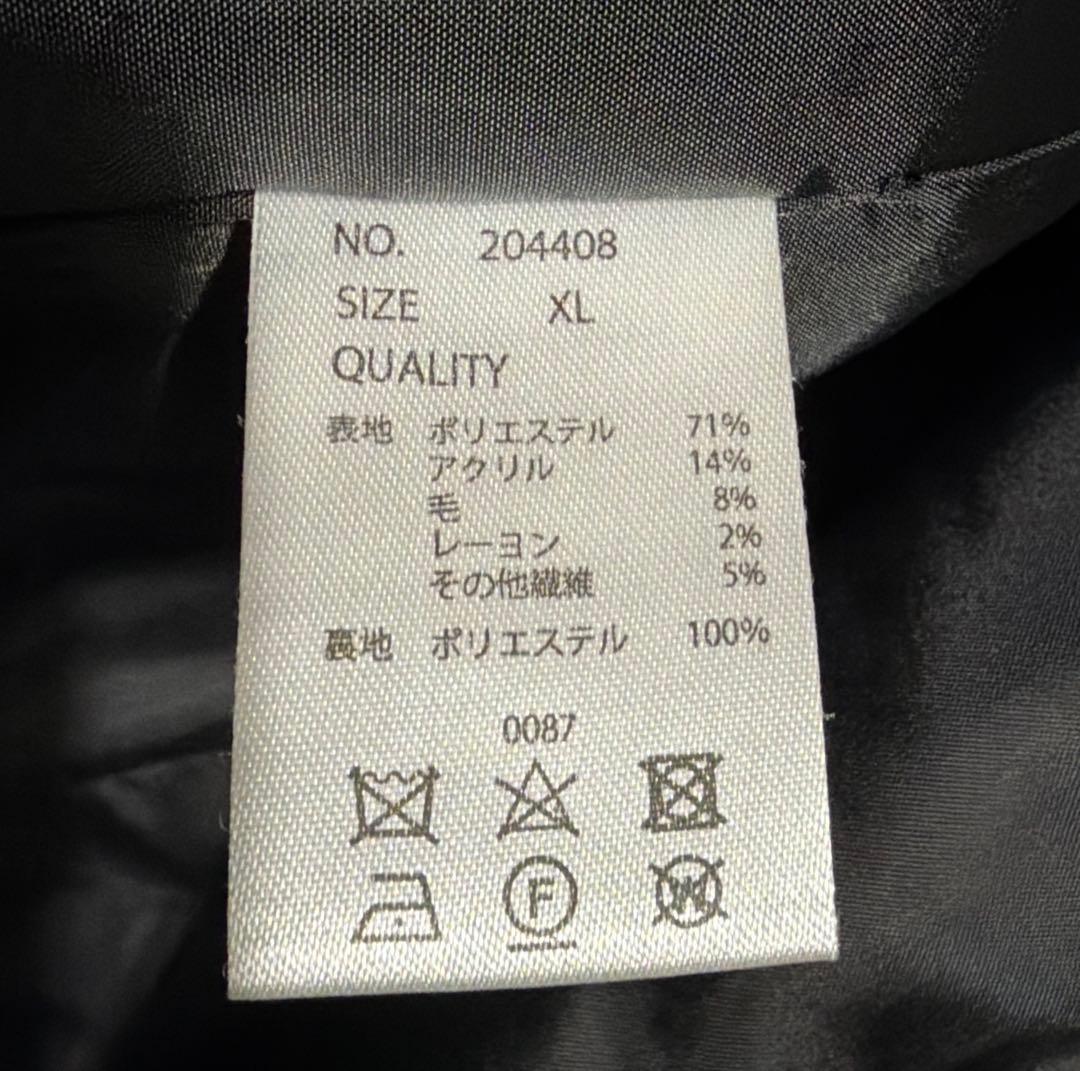 NO. 204408
SIZE XL
QUALITY
表地 ポリエステル 71%
アクリル 14%
毛 8%
レーヨン 2%
その他繊維 5%
裏地 ポリエステル 100%
0087
F W